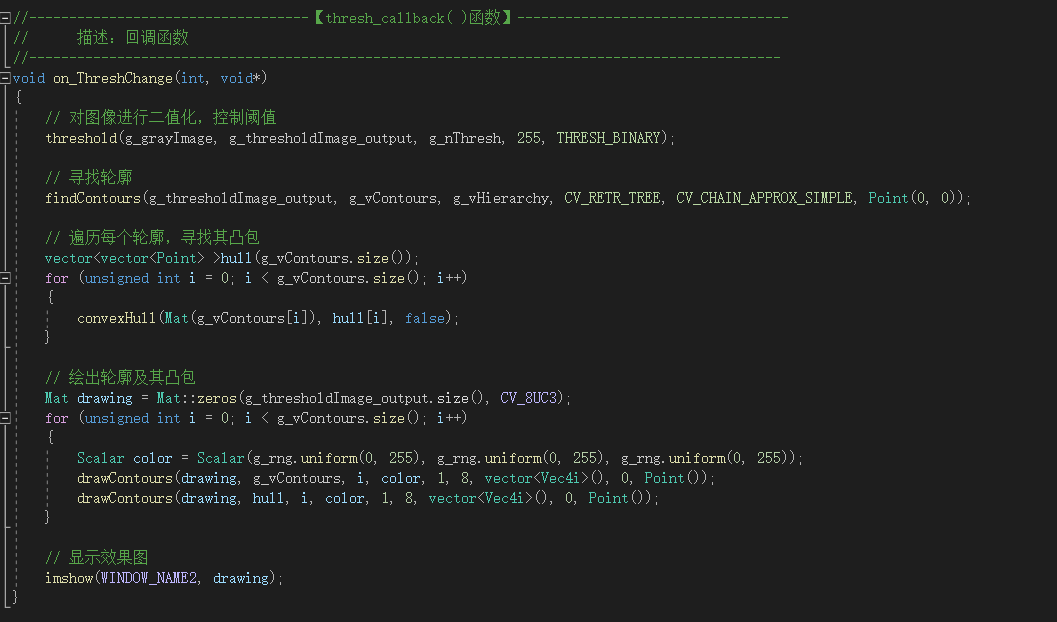 //-----------------------------------【thresh_callback( )函数】----------------------------------
//      描述：回调函数
//----------------------------------------------------------------------------------------------
void on_ThreshChange(int, void*)
{
    // 对图像进行二值化，控制阈值
    threshold(g_grayImage, g_thresholdImage_output, g_nThresh, 255, THRESH_BINARY);
    // 寻找轮廓
    findContours(g_thresholdImage_output, g_vContours, g_vHierarchy, CV_RETR_TREE, CV_CHAIN_APPROX_SIMPLE, Point(0, 0));
    // 遍历每个轮廓，寻找其凸包
    vector<vector<Point> >hull(g_vContours.size());
    for (unsigned int i = 0; i < g_vContours.size(); i++)
    {
        convexHull(Mat(g_vContours[i]), hull[i], false);
    }
    // 绘出轮廓及其凸包
    Mat drawing = Mat::zeros(g_thresholdImage_output.size(), CV_8UC3);
    for (unsigned int i = 0; i < g_vContours.size(); i++)
    {
        Scalar color = Scalar(g_rng.uniform(0, 255), g_rng.uniform(0, 255), g_rng.uniform(0, 255));
        drawContours(drawing, g_vContours, i, color, 1, 8, vector<Vec4i>(), 0, Point());
        drawContours(drawing, hull, i, color, 1, 8, vector<Vec4i>(), 0, Point());
    }
    // 显示效果图
    imshow(WINDOW_NAME2, drawing);
}